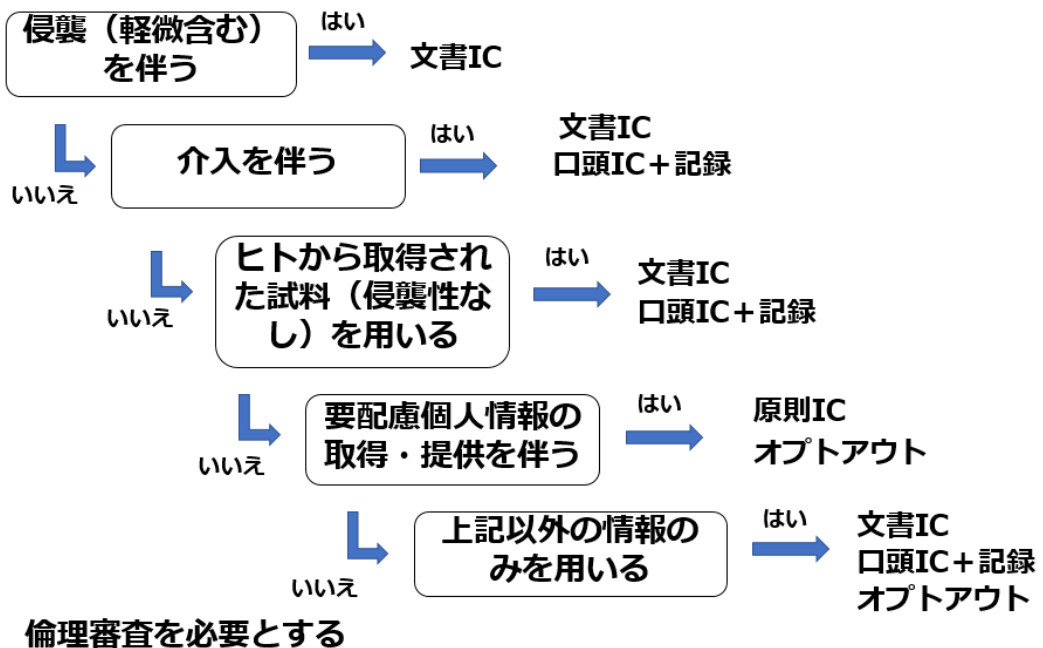 侵襲（軽微含む）
を伴う
はい
文書IC
いいえ
介入を伴う
はい
文書IC
口頭IC＋記録
いいえ
ヒトから取得され
た試料（侵襲性な
し）を用いる
はい
文書IC
口頭IC＋記録
いいえ
要配慮個人情報の
取得・提供を伴う
はい
原則IC
オプトアウト
いいえ
上記以外の情報の
みを用いる
はい
文書IC
口頭IC＋記録
オプトアウト
倫理審査を必要とする